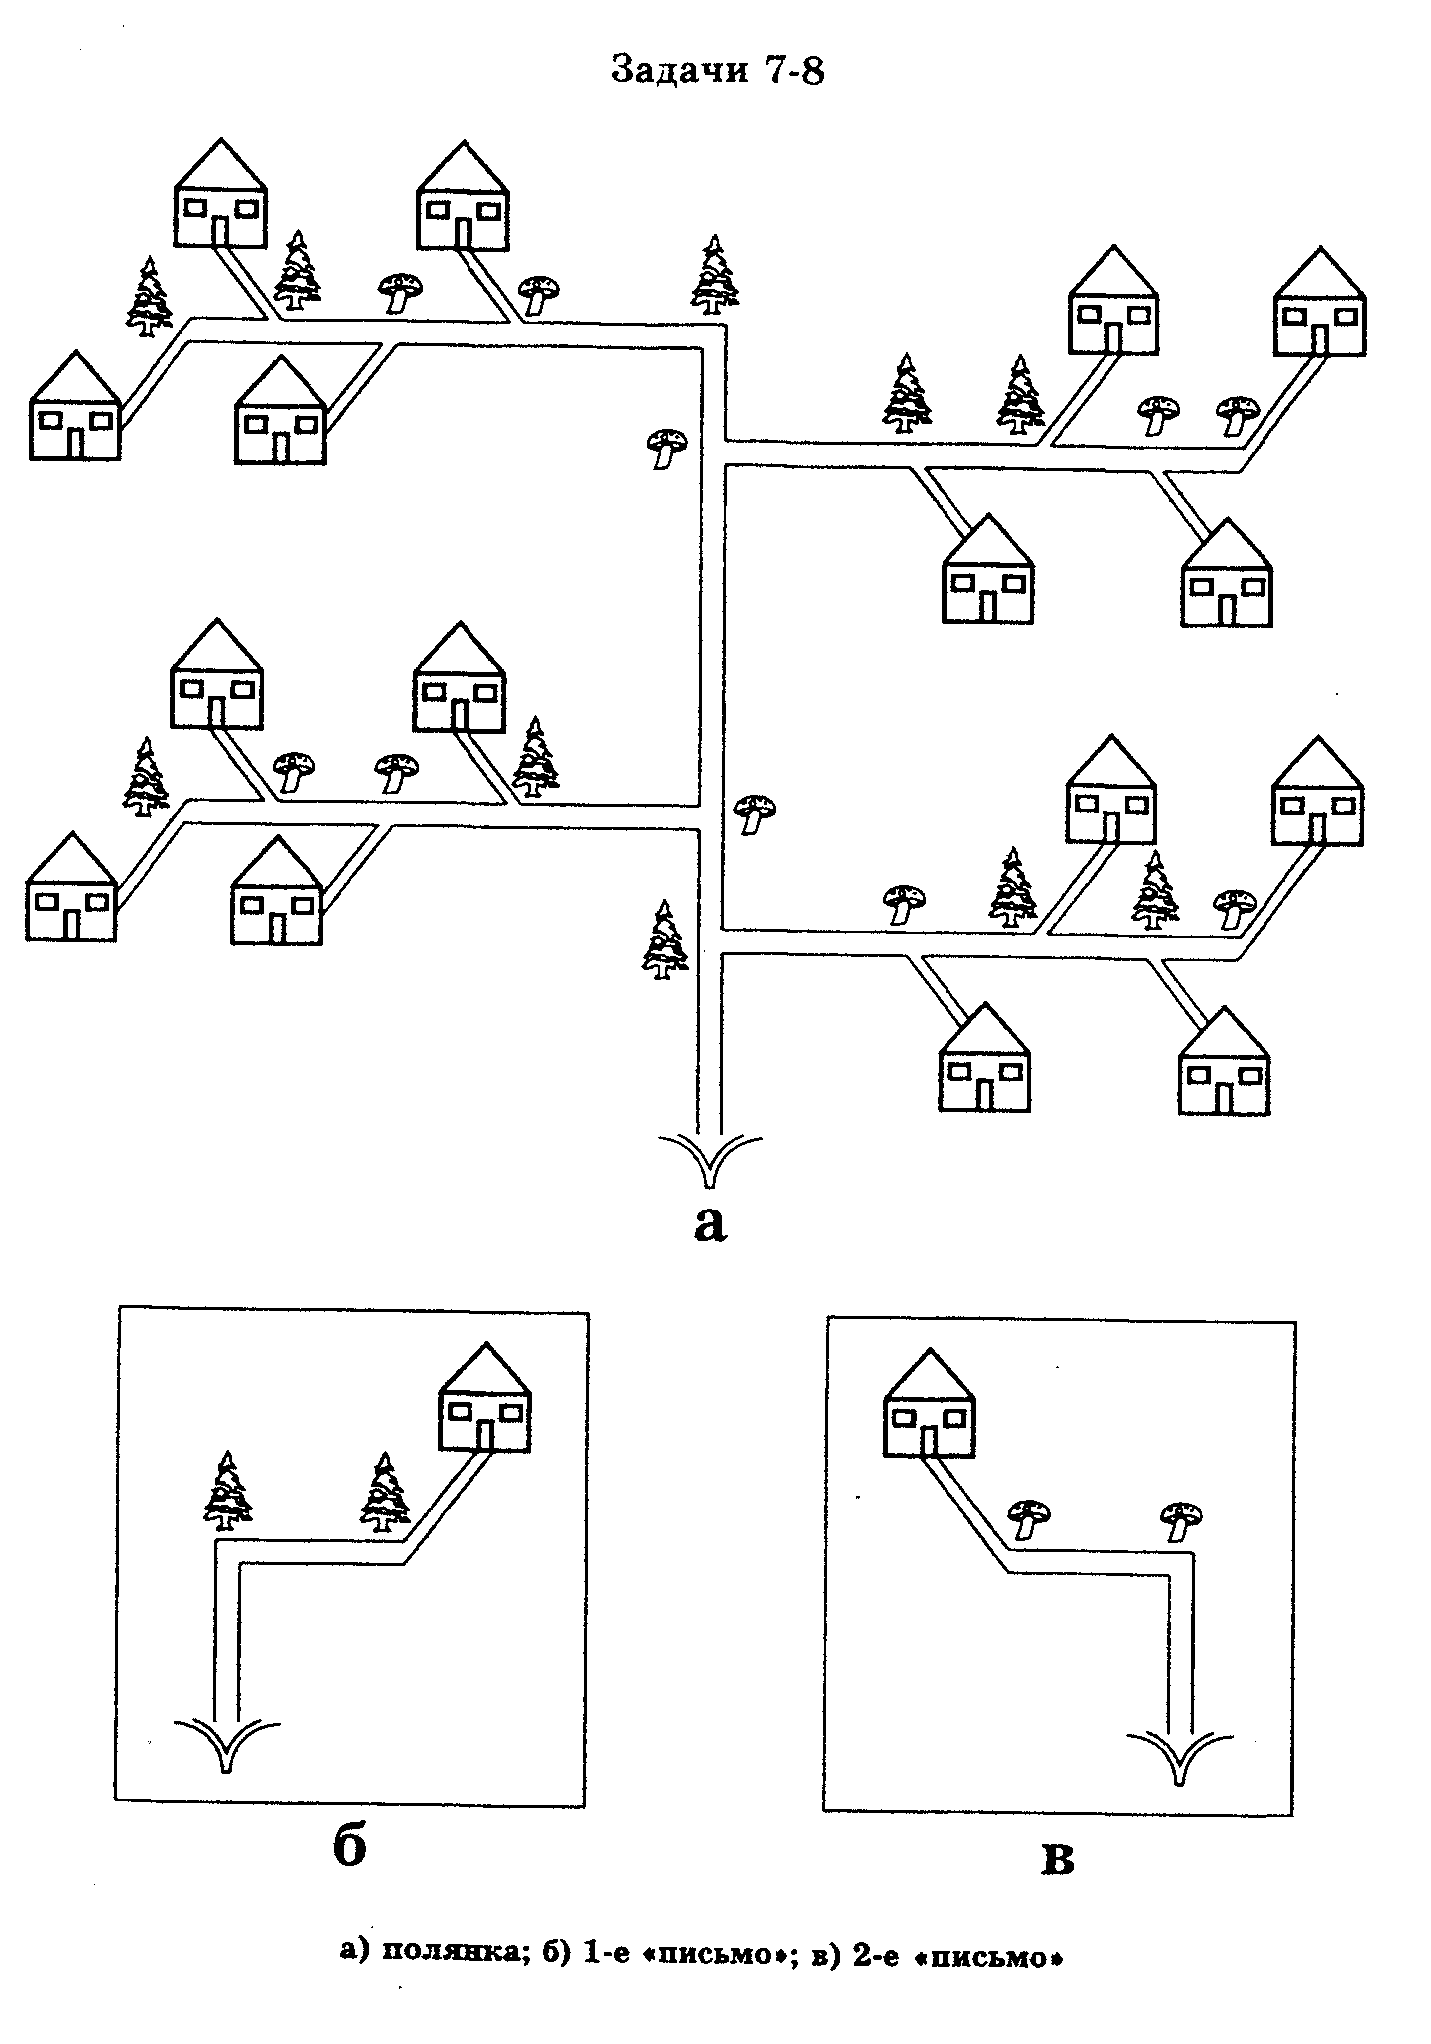 Задачи 7-8
а
б
в
а) полянка; б) 1-е «письмо»; в) 2-е «письмо»